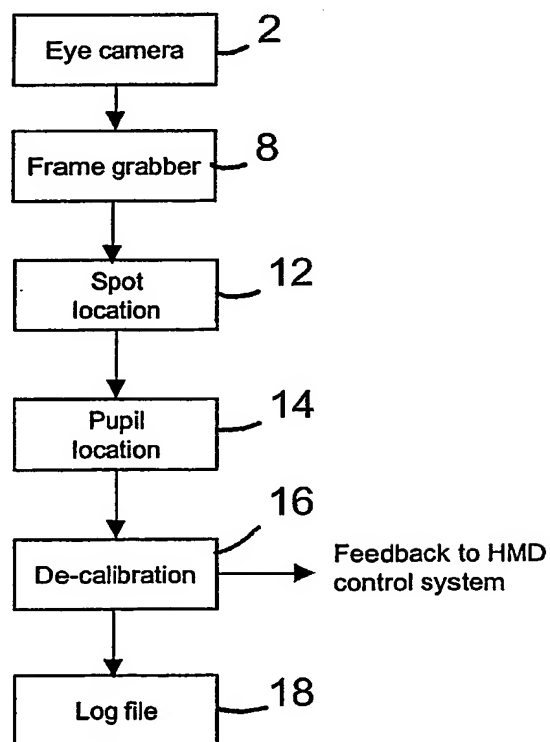 Eye camera
2
Frame grabber
8
Spot
location
12
Pupil
location
14
De-calibration
16
Feedback to HMD
control system
Log file
18